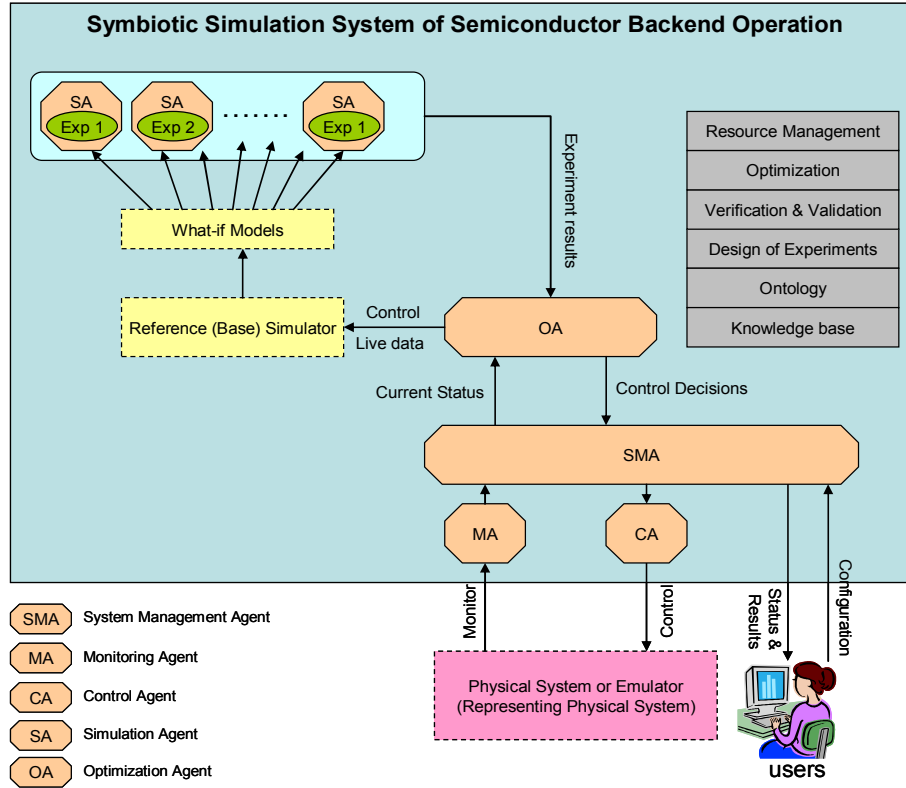 Symbiotic Simulation System of Semiconductor Backend Operation
SA
Exp 1
SA
Exp 2
.......
SA
Exp 1
Experiment results
Resource Management
Optimization
Verification & Validation
Design of Experiments
Ontology
Knowledge base
What-if Models
Reference (Base) Simulator
Control
Live data
OA
Current Status
Control Decisions
SMA
MA
CA
Monitor
Control
Status &
Results
Configuration
Physical System or Emulator
(Representing Physical System)
users
SMA
System Management Agent
MA
Monitoring Agent
CA
Control Agent
SA
Simulation Agent
OA
Optimization Agent